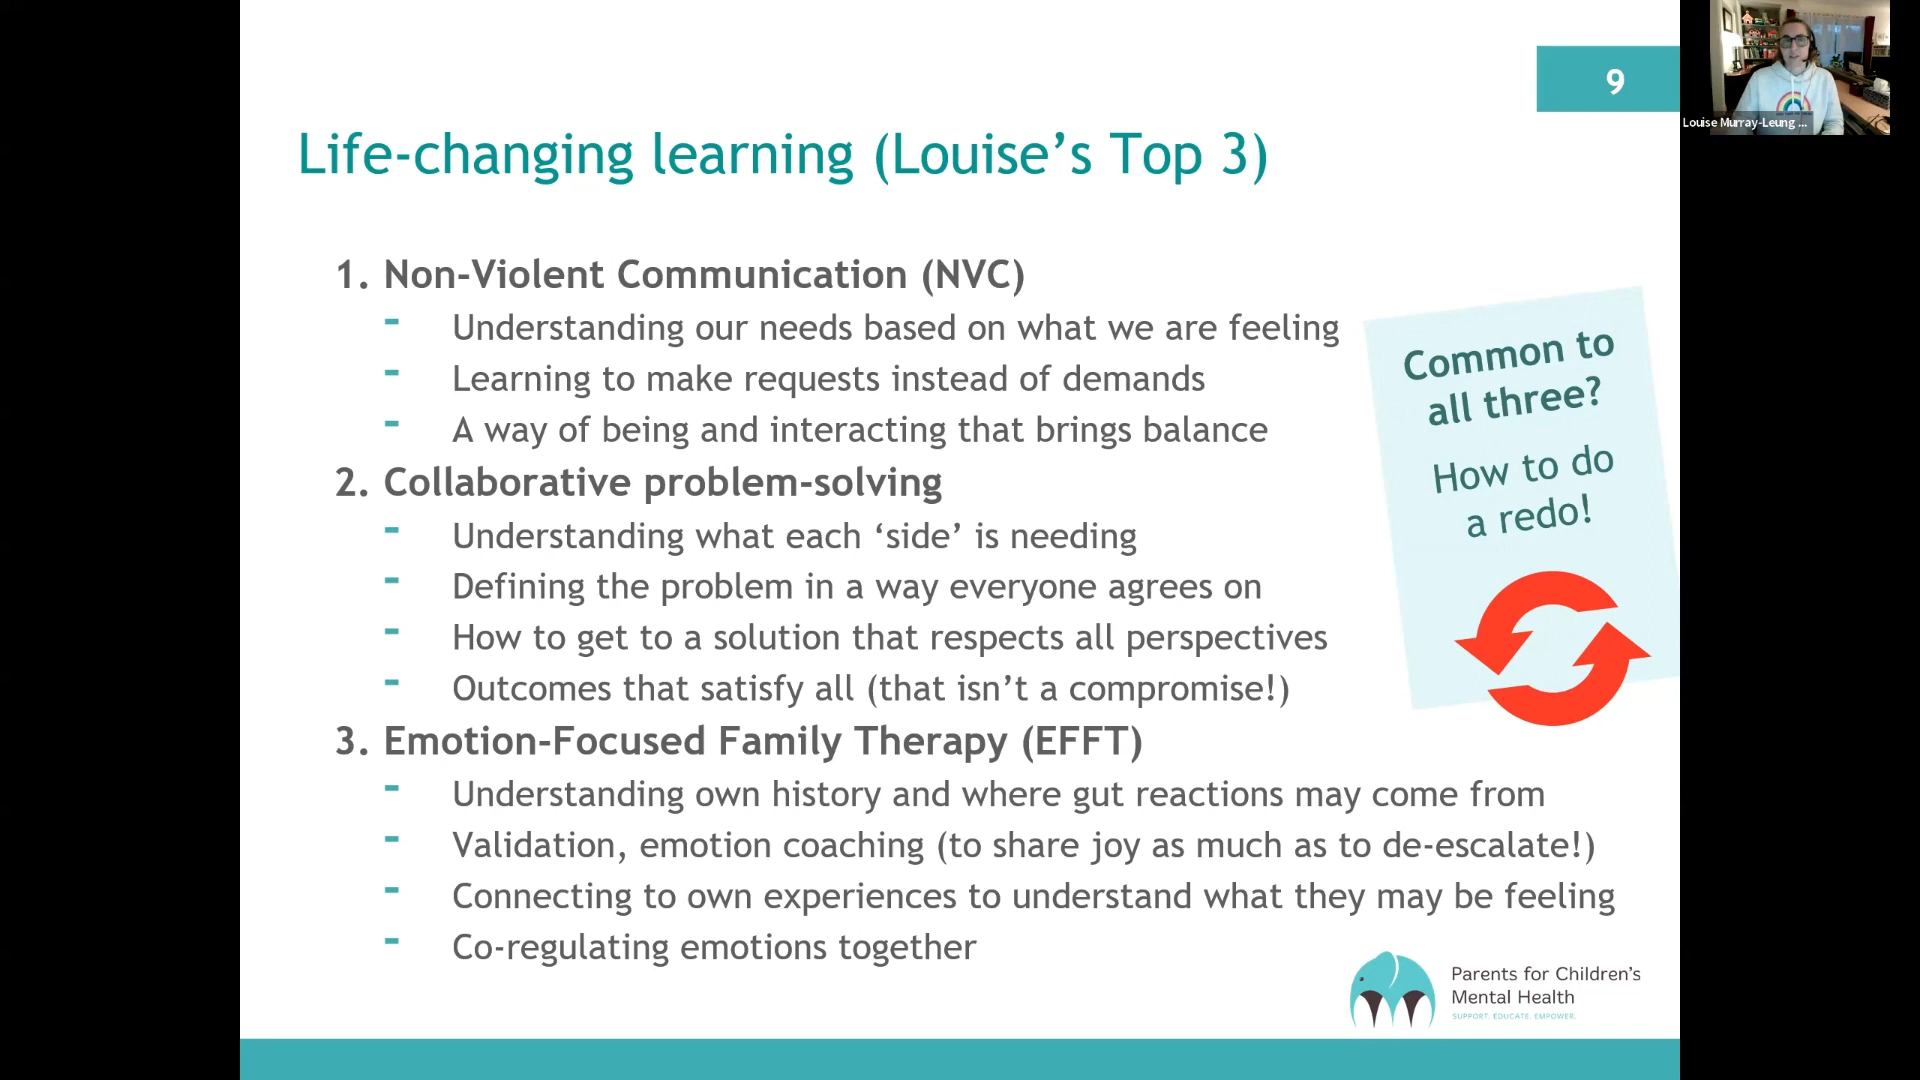 9
Louise Murray-Leung ...
Life-changing learning (Louise’s Top 3)
1. Non-Violent Communication (NVC)
- Understanding our needs based on what we are feeling
- Learning to make requests instead of demands
- A way of being and interacting that brings balance
2. Collaborative problem-solving
- Understanding what each ‘side’ is needing
- Defining the problem in a way everyone agrees on
- How to get to a solution that respects all perspectives
- Outcomes that satisfy all (that isn’t a compromise!)
3. Emotion-Focused Family Therapy (EFFT)
- Understanding own history and where gut reactions may come from
- Validation, emotion coaching (to share joy as much as to de-escalate!)
- Connecting to own experiences to understand what they may be feeling
- Co-regulating emotions together
Common to
all three?
How to do
a redo!
Parents for Children’s
Mental Health
SUPPORT. EDUCATE. EMPOWER.